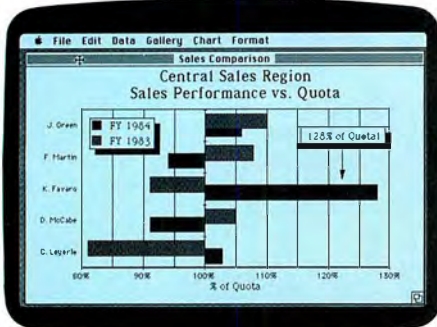 File Edit Data Gallery Chart Format
Sales Comparison
Central Sales Region
Sales Performance vs. Quota
J. Green
FY 1984
FY 1983
128% of Quota!
F. Martin
K. Favaro
D. McCabe
C. Leyerle
80% 90% 100% 110% 120% 130%
% of Quota